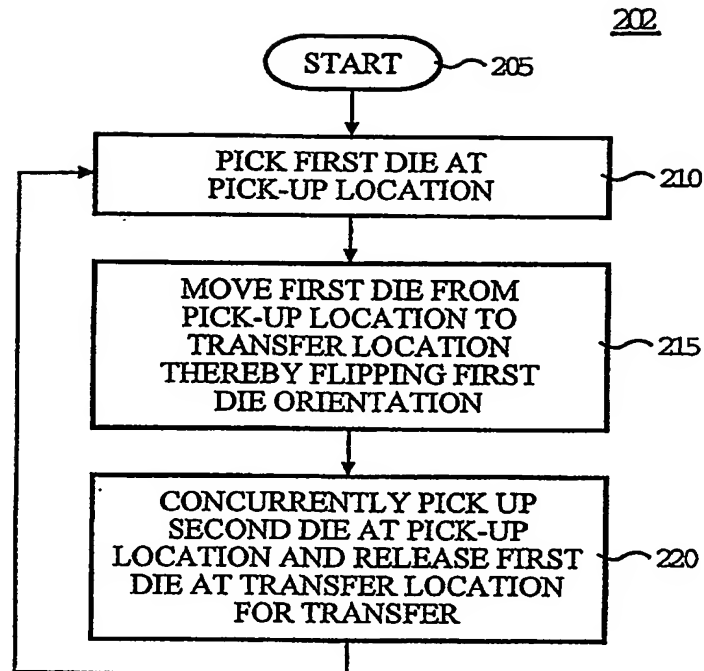 202
START
205
PICK FIRST DIE AT
PICK-UP LOCATION
210
MOVE FIRST DIE FROM
PICK-UP LOCATION TO
TRANSFER LOCATION
THEREBY FLIPPING FIRST
DIE ORIENTATION
215
CONCURRENTLY PICK UP
SECOND DIE AT PICK-UP
LOCATION AND RELEASE FIRST
DIE AT TRANSFER LOCATION
FOR TRANSFER
220